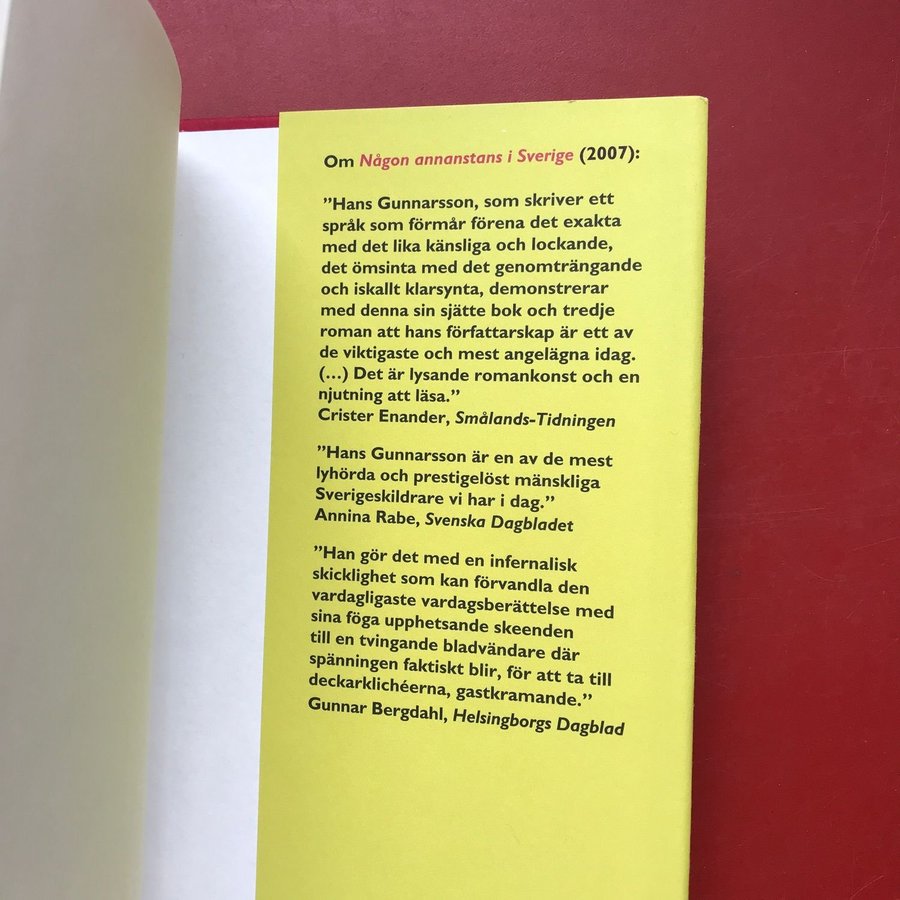 Om Någon annanstans i Sverige (2007):
”Hans Gunnarsson, som skriver ett
språk som förmår förena det exakta
med det lika känsliga och lockande,
det ömsinta med det genomträngande
och iskallt klarsynta, demonstrerar
med denna sin sjätte bok och tredje
roman att hans författarskap är ett av
de viktigaste och mest angelägna idag.
(…) Det är lysande romankonst och en
njutning att läsa.”
Crister Enander, Smålands-Tidningen
”Hans Gunnarsson är en av de mest
lyhörda och prestigelöst mänskliga
Sverigeskildrare vi har i dag.”
Annina Rabe, Svenska Dagbladet
”Han gör det med en infernalisk
skicklighet som kan förvandla den
vardagligaste vardagsberättelse med
sina föga upphetsande skeenden
till en tvingande bladvändare där
spänningen faktiskt blir, för att ta till
deckarklichéerna, gastkramande.”
Gunnar Bergdahl, Helsingborgs Dagblad